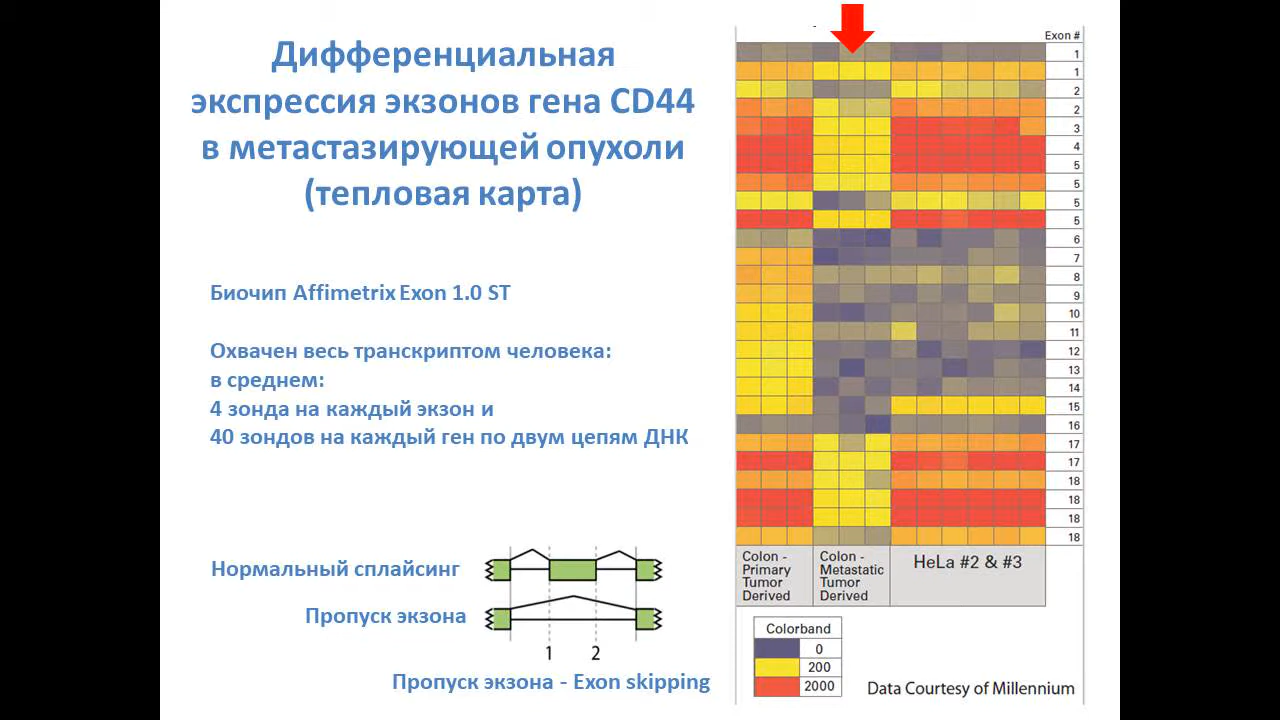 Дифференциальная
экспрессия экзонов гена CD44
в метастазирующей опухоли
(тепловая карта)
Биочип Affimetrix Exon 1.0 ST
Охвачен весь транскриптом человека:
в среднем:
4 зонда на каждый экзон и
40 зондов на каждый ген по двум цепям ДНК
Нормальный сплайсинг
Пропуск экзона
1 2
Пропуск экзона - Exon skipping
Exon #
1
1
2
2
3
4
5
5
5
5
6
7
8
9
10
11
12
13
14
15
16
17
17
18
18
18
18
Colon -
Primary
Tumor
Derived
Colon -
Metastatic
Tumor
Derived
HeLa #2 & #3
Colorband
0
200
2000
Data Courtesy of Millennium